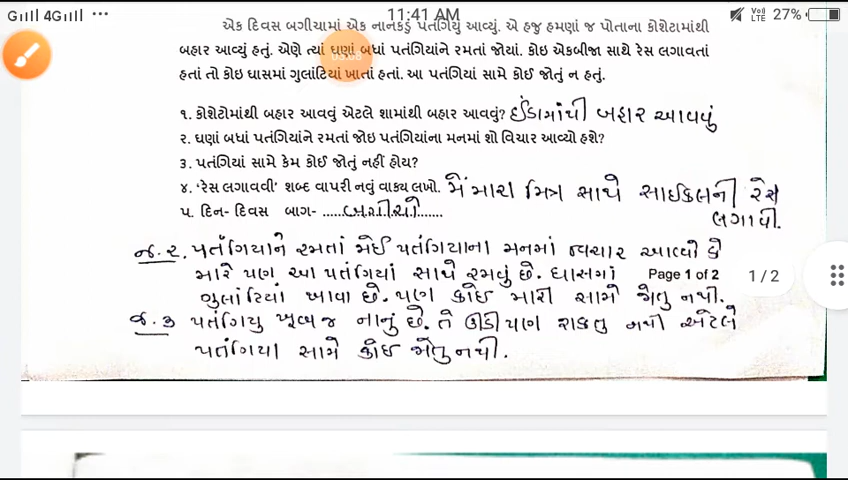 11:41 AM
4G
Voj) LTE 27%
એક દિવસ બગીચામાં એક નાનકડું પતંગિયું આવ્યું. એ હજુ હમણાં જ પોતાના કોશેટામાંથી
બહાર આવ્યું હતું. એણે ત્યાં ઘણાં બધાં પતંગિયાંને રમતાં જોયાં. કોઇ એકબીજા સાથે રેસ લગાવતાં
હતાં તો કોઇ ઘાસમાં ગુલાંટિયાં ખાતાં હતાં. આ પતંગિયાં સામે કોઈ જોતું ન હતું.
૧. કોશેટોમાંથી બહાર આવવું એટલે શામાંથી બહાર આવવું? ઈંડામાંથી બહાર આવવું
૨. ઘણાં બધાં પતંગિયાંને રમતાં જોઇ પતંગિયાંના મનમાં શો વિચાર આવ્યો હશે?
૩. પતંગિયાં સામે કેમ કોઈ જોતું નહીં હોય?
૪. ‘રેસ લગાવવી’ શબ્દ વાપરી નવું વાક્ય લખો. મેં મારા મિત્ર સાથે સાઈકલની રેસ
લગાવી.
૫. દિન- દિવસ બાગ- .....બગીચો.......
જ.૨. પતંગિયાને રમતાં જોઈ પતંગિયાના મનમાં વિચાર આવ્યો કે
મારે પણ આ પતંગિયાં સાથે રમવું છે. ઘાસમાં
Page 1 of 2
1/2
ગુલાંટિયાં ખાવા છે. પણ કોઈ મારી સામે જોતુ નથી.
જ.૩ પતંગિયુ ખૂબ જ નાનું છે. તે ઊડી પણ શકતુ નથી એટલે
પતંગિયા સામે કોઈ જોતુ નથી.